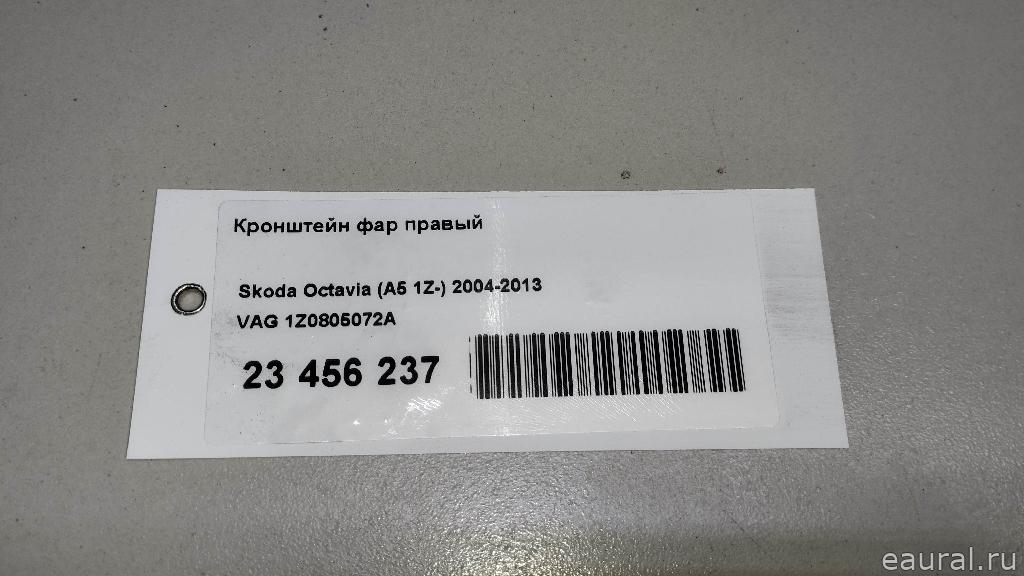 Кронштейн фар правый
Skoda Octavia (A5 1Z-) 2004-2013
VAG 1Z0805072A
23 456 237
eaural.ru